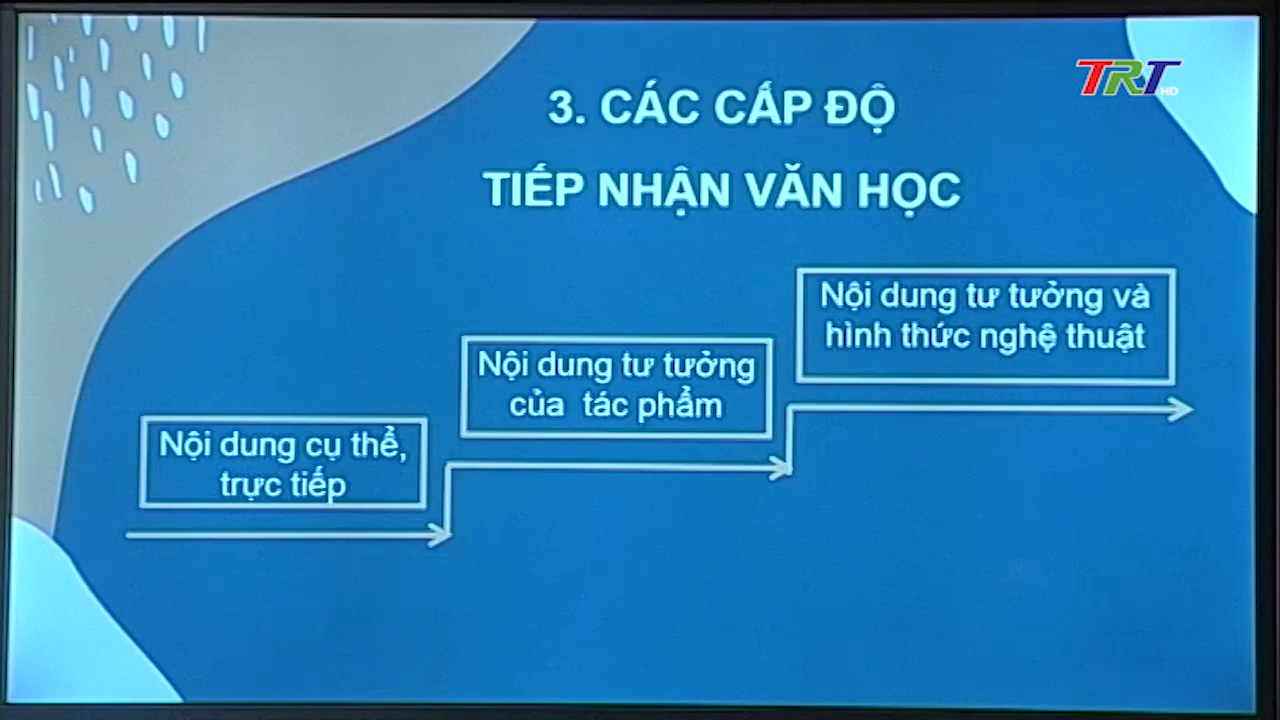 TRT HD
3. CÁC CẤP ĐỘ
TIẾP NHẬN VĂN HỌC
Nội dung cụ thể,
trực tiếp
Nội dung tư tưởng
của tác phẩm
Nội dung tư tưởng và
hình thức nghệ thuật